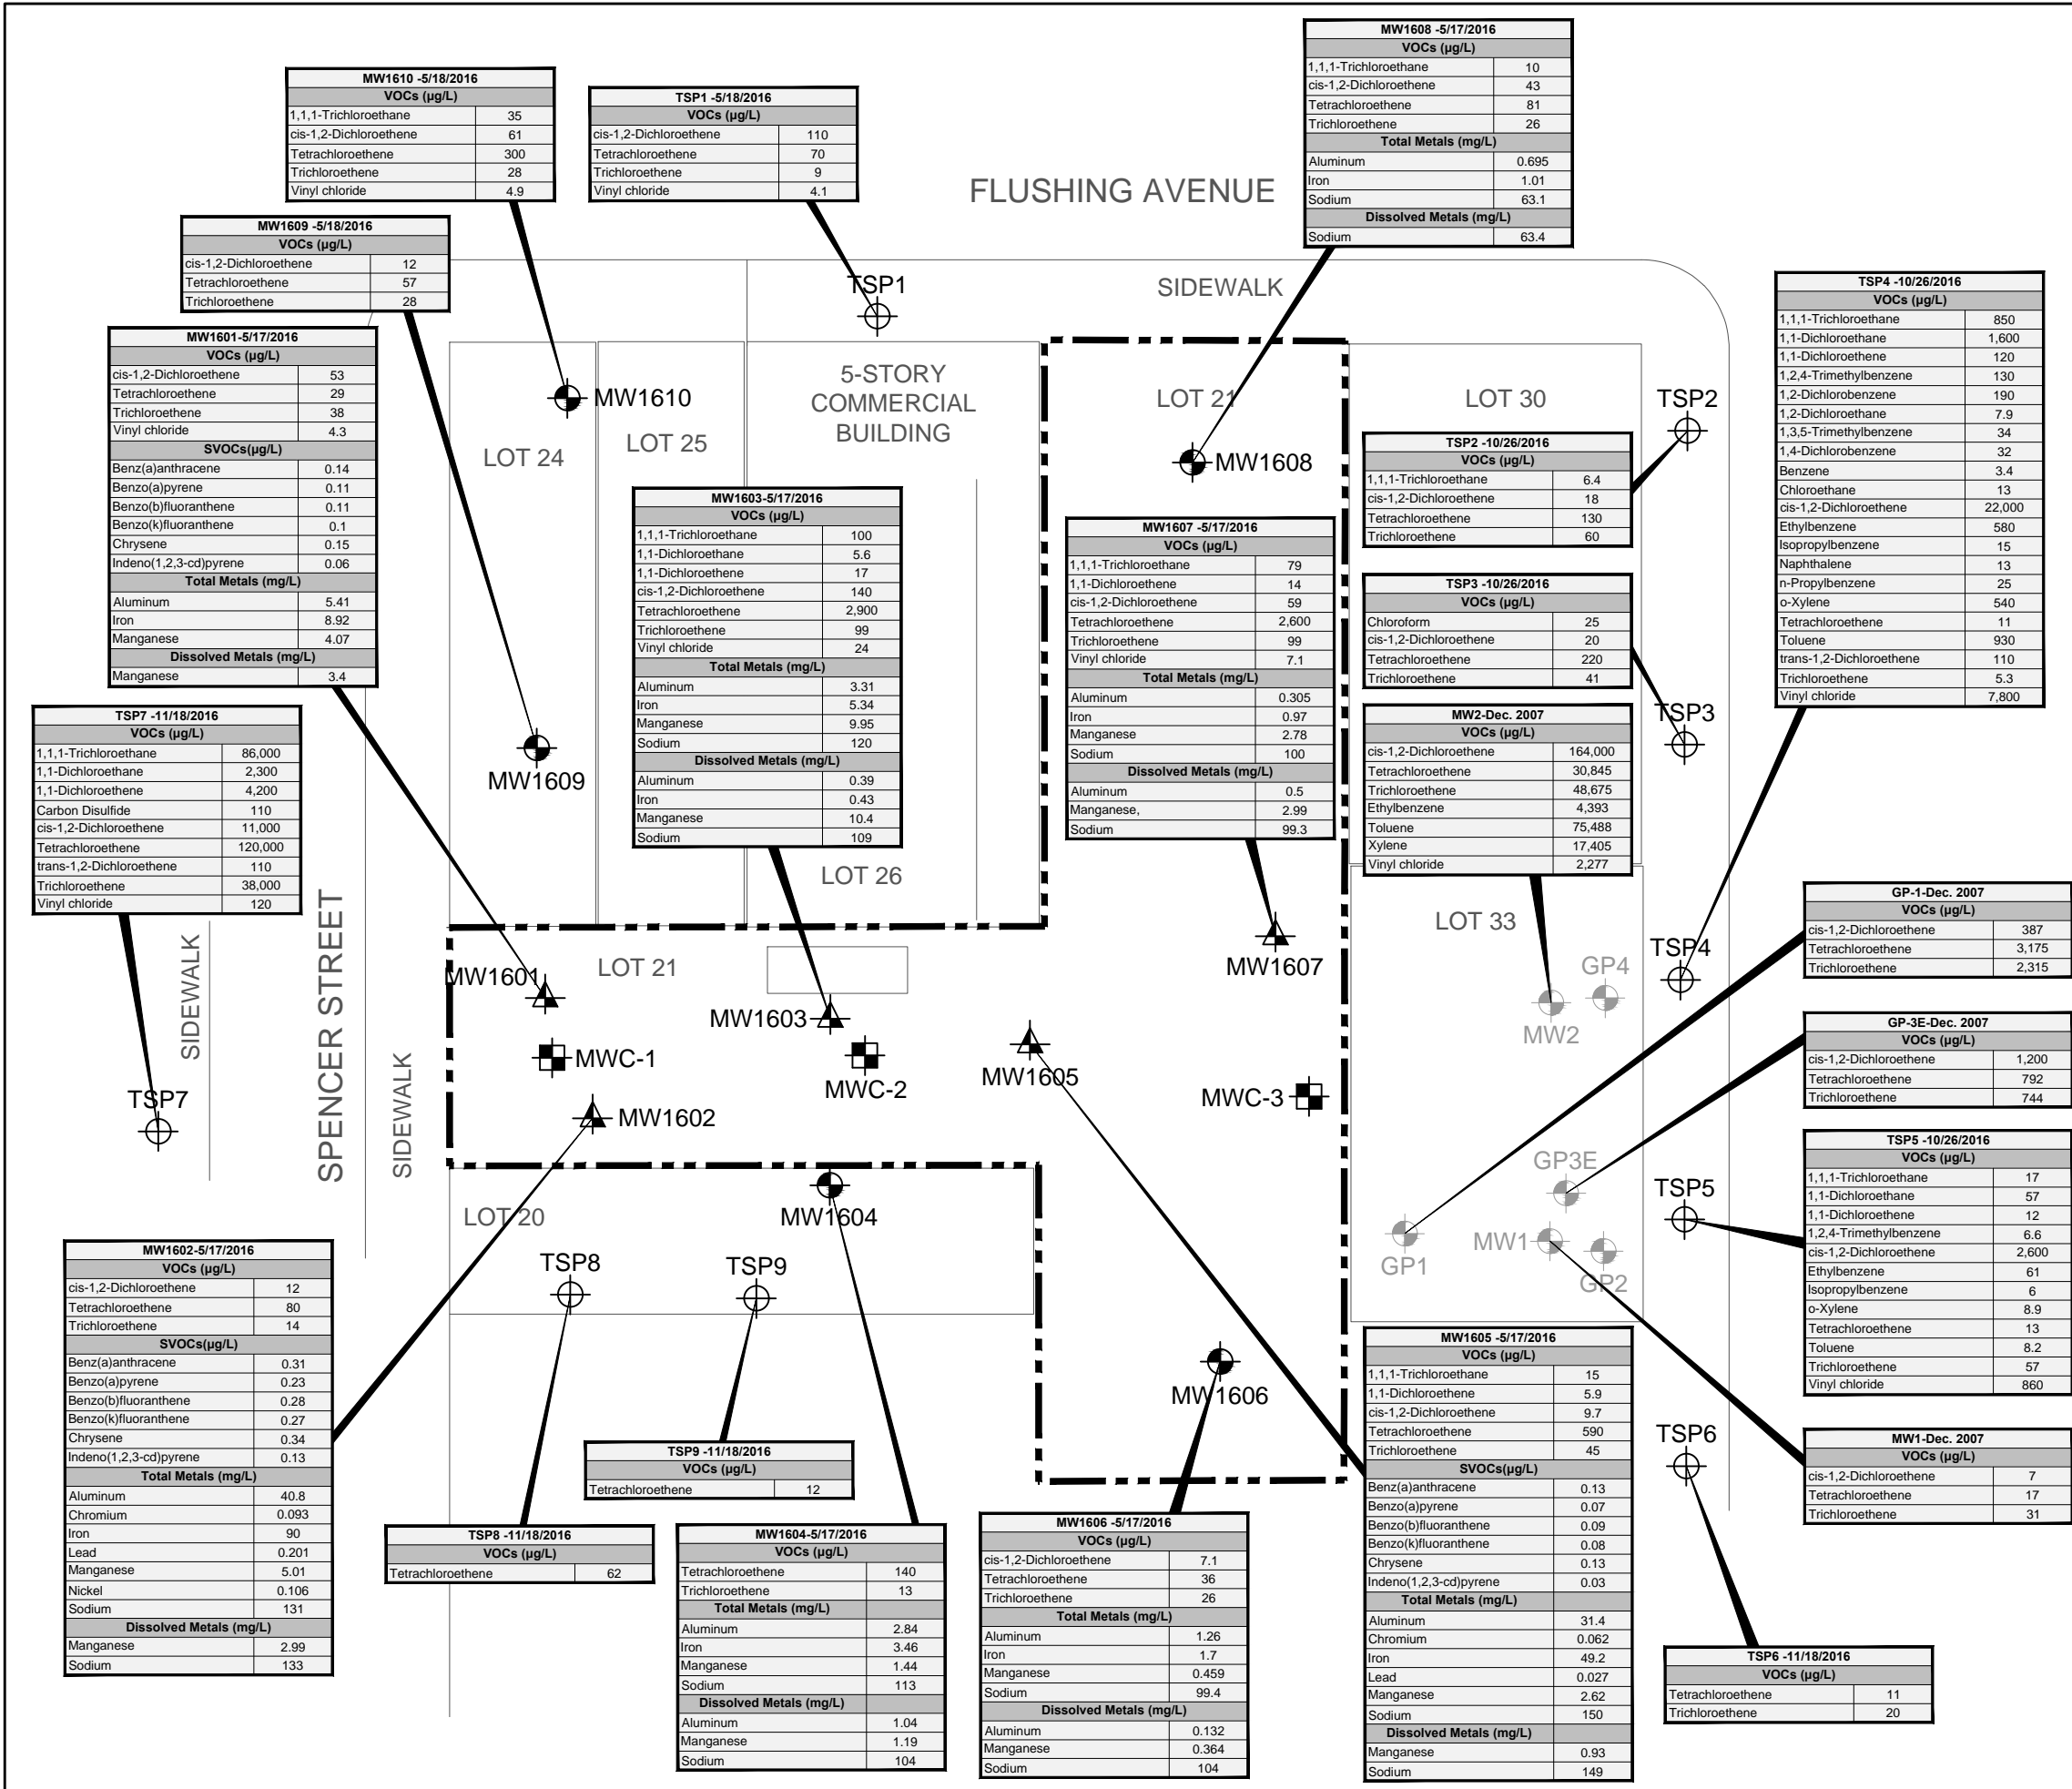 MW1608 -5/17/2016
VOCs (µg/L)
1,1,1-Trichloroethane 10
cis-1,2-Dichloroethene 43
Tetrachloroethene 81
Trichloroethene 26
Total Metals (mg/L)
Aluminum 0.695
Iron 1.01
Sodium 63.1
Dissolved Metals (mg/L)
Sodium 63.4
MW1610 -5/18/2016
VOCs (µg/L)
1,1,1-Trichloroethane 35
cis-1,2-Dichloroethene 61
Tetrachloroethene 300
Trichloroethene 28
Vinyl chloride 4.9
TSP1 -5/18/2016
VOCs (µg/L)
cis-1,2-Dichloroethene 110
Tetrachloroethene 70
Trichloroethene 9
Vinyl chloride 4.1
FLUSHING AVENUE
MW1609 -5/18/2016
VOCs (µg/L)
cis-1,2-Dichloroethene 12
Tetrachloroethene 57
Trichloroethene 28
TSP1
SIDEWALK
TSP4 -10/26/2016
VOCs (µg/L)
1,1,1-Trichloroethane 850
1,1-Dichloroethane 1,600
1,1-Dichloroethene 120
1,2,4-Trimethylbenzene 130
1,2-Dichlorobenzene 190
1,2-Dichloroethane 7.9
1,3,5-Trimethylbenzene 34
1,4-Dichlorobenzene 32
Benzene 3.4
Chloroethane 13
cis-1,2-Dichloroethene 22,000
Ethylbenzene 580
Isopropylbenzene 15
Naphthalene 13
n-Propylbenzene 25
o-Xylene 540
Tetrachloroethene 11
Toluene 930
trans-1,2-Dichloroethene 110
Trichloroethene 5.3
Vinyl chloride 7,800
MW1601-5/17/2016
VOCs (µg/L)
cis-1,2-Dichloroethene 53
Tetrachloroethene 29
Trichloroethene 38
Vinyl chloride 4.3
SVOCs(µg/L)
Benz(a)anthracene 0.14
Benzo(a)pyrene 0.11
Benzo(b)fluoranthene 0.11
Benzo(k)fluoranthene 0.1
Chrysene 0.15
Indeno(1,2,3-cd)pyrene 0.06
Total Metals (mg/L)
Aluminum 5.41
Iron 8.92
Manganese 4.07
Dissolved Metals (mg/L)
Manganese 3.4
MW1610
LOT 24
LOT 25
5-STORY
COMMERCIAL
BUILDING
LOT 21
MW1608
LOT 30
TSP2
TSP2 -10/26/2016
VOCs (µg/L)
1,1,1-Trichloroethane 6.4
cis-1,2-Dichloroethene 18
Tetrachloroethene 130
Trichloroethene 60
MW1603-5/17/2016
VOCs (µg/L)
1,1,1-Trichloroethane 100
1,1-Dichloroethane 5.6
1,1-Dichloroethene 17
cis-1,2-Dichloroethene 140
Tetrachloroethene 2,900
Trichloroethene 99
Vinyl chloride 24
Total Metals (mg/L)
Aluminum 3.31
Iron 5.34
Manganese 9.95
Sodium 120
Dissolved Metals (mg/L)
Aluminum 0.39
Iron 0.43
Manganese 10.4
Sodium 109
MW1607 -5/17/2016
VOCs (µg/L)
1,1,1-Trichloroethane 79
1,1-Dichloroethene 14
cis-1,2-Dichloroethene 59
Tetrachloroethene 2,600
Trichloroethene 99
Vinyl chloride 7.1
Total Metals (mg/L)
Aluminum 0.305
Iron 0.97
Manganese 2.78
Sodium 100
Dissolved Metals (mg/L)
Aluminum 0.5
Manganese, 2.99
Sodium 99.3
TSP3 -10/26/2016
VOCs (µg/L)
Chloroform 25
cis-1,2-Dichloroethene 20
Tetrachloroethene 220
Trichloroethene 41
TSP3
MW2-Dec. 2007
VOCs (µg/L)
cis-1,2-Dichloroethene 164,000
Tetrachloroethene 30,845
Trichloroethene 48,675
Ethylbenzene 4,393
Toluene 75,488
Xylene 17,405
Vinyl chloride 2,277
TSP7 -11/18/2016
VOCs (µg/L)
1,1,1-Trichloroethane 86,000
1,1-Dichloroethane 2,300
1,1-Dichloroethene 4,200
Carbon Disulfide 110
cis-1,2-Dichloroethene 11,000
Tetrachloroethene 120,000
trans-1,2-Dichloroethene 110
Trichloroethene 38,000
Vinyl chloride 120
MW1609
LOT 26
SIDEWALK
SPENCER STREET
SIDEWALK
TSP7
MW1601
LOT 21
MW1603
MWC-1
MWC-2
MW1602
MW1605
MW1607
MWC-3
LOT 33
GP4
MW2
TSP4
GP-1-Dec. 2007
VOCs (µg/L)
cis-1,2-Dichloroethene 387
Tetrachloroethene 3,175
Trichloroethene 2,315
GP-3E-Dec. 2007
VOCs (µg/L)
cis-1,2-Dichloroethene 1,200
Tetrachloroethene 792
Trichloroethene 744
TSP5 -10/26/2016
VOCs (µg/L)
1,1,1-Trichloroethane 17
1,1-Dichloroethane 57
1,1-Dichloroethene 12
1,2,4-Trimethylbenzene 6.6
cis-1,2-Dichloroethene 2,600
Ethylbenzene 61
Isopropylbenzene 6
o-Xylene 8.9
Tetrachloroethene 13
Toluene 8.2
Trichloroethene 57
Vinyl chloride 860
GP3E
TSP5
MW1
GP1
GP2
LOT 20
MW1604
TSP8
TSP9
MW1606
MW1602-5/17/2016
VOCs (µg/L)
cis-1,2-Dichloroethene 12
Tetrachloroethene 80
Trichloroethene 14
SVOCs(µg/L)
Benz(a)anthracene 0.31
Benzo(a)pyrene 0.23
Benzo(b)fluoranthene 0.28
Benzo(k)fluoranthene 0.27
Chrysene 0.34
Indeno(1,2,3-cd)pyrene 0.13
Total Metals (mg/L)
Aluminum 40.8
Chromium 0.093
Iron 90
Lead 0.201
Manganese 5.01
Nickel 0.106
Sodium 131
Dissolved Metals (mg/L)
Manganese 2.99
Sodium 133
TSP9 -11/18/2016
VOCs (µg/L)
Tetrachloroethene 12
TSP8 -11/18/2016
VOCs (µg/L)
Tetrachloroethene 62
MW1604-5/17/2016
VOCs (µg/L)
Tetrachloroethene 140
Trichloroethene 13
Total Metals (mg/L)
Aluminum 2.84
Iron 3.46
Manganese 1.44
Sodium 113
Dissolved Metals (mg/L)
Aluminum 1.04
Manganese 1.19
Sodium 104
MW1606 -5/17/2016
VOCs (µg/L)
cis-1,2-Dichloroethene 7.1
Tetrachloroethene 36
Trichloroethene 26
Total Metals (mg/L)
Aluminum 1.26
Iron 1.7
Manganese 0.459
Sodium 99.4
Dissolved Metals (mg/L)
Aluminum 0.132
Manganese 0.364
Sodium 104
MW1605 -5/17/2016
VOCs (µg/L)
1,1,1-Trichloroethane 15
1,1-Dichloroethene 5.9
cis-1,2-Dichloroethene 9.7
Tetrachloroethene 590
Trichloroethene 45
SVOCs(µg/L)
Benz(a)anthracene 0.13
Benzo(a)pyrene 0.07
Benzo(b)fluoranthene 0.09
Benzo(k)fluoranthene 0.08
Chrysene 0.13
Indeno(1,2,3-cd)pyrene 0.03
Total Metals (mg/L)
Aluminum 31.4
Chromium 0.062
Iron 49.2
Lead 0.027
Manganese 2.62
Sodium 150
Dissolved Metals (mg/L)
Manganese 0.93
Sodium 149
TSP6
MW1-Dec. 2007
VOCs (µg/L)
cis-1,2-Dichloroethene 7
Tetrachloroethene 17
Trichloroethene 31
TSP6 -11/18/2016
VOCs (µg/L)
Tetrachloroethene 11
Trichloroethene 20